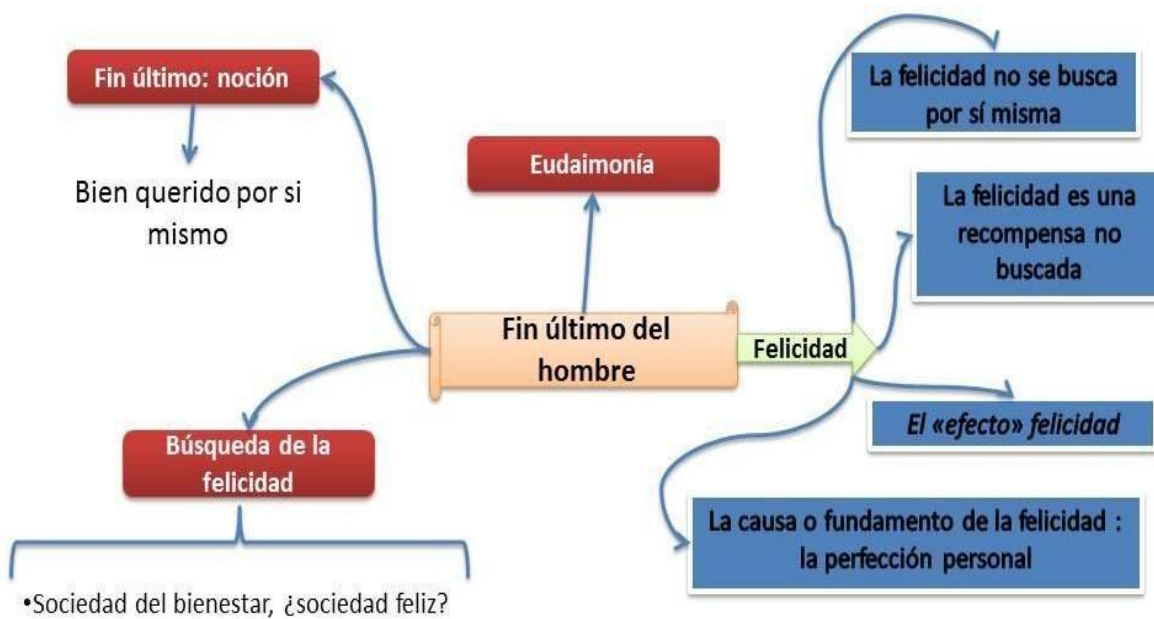 Fin último: noción
Bien querido por si
mismo
Eudaimonía
Fin último del
hombre
Felicidad
La felicidad no se busca
por sí misma
La felicidad es una
recompensa no
buscada
El «efecto» felicidad
La causa o fundamento de la felicidad :
la perfección personal
Búsqueda de la
felicidad
•Sociedad del bienestar, ¿sociedad feliz?